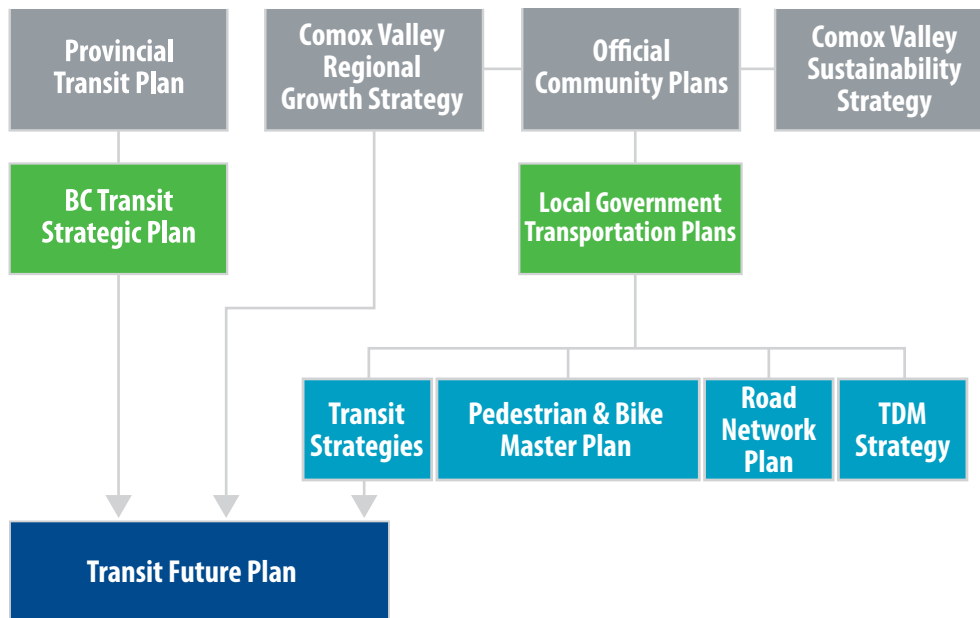 Provincial
Transit Plan
Comox Valley
Regional
Growth Strategy
Official
Community Plans
Comox Valley
Sustainability
Strategy
BC Transit
Strategic Plan
Local Government
Transportation Plans
Transit
Strategies
Pedestrian & Bike
Master Plan
Road
Network
Plan
TDM
Strategy
Transit Future Plan